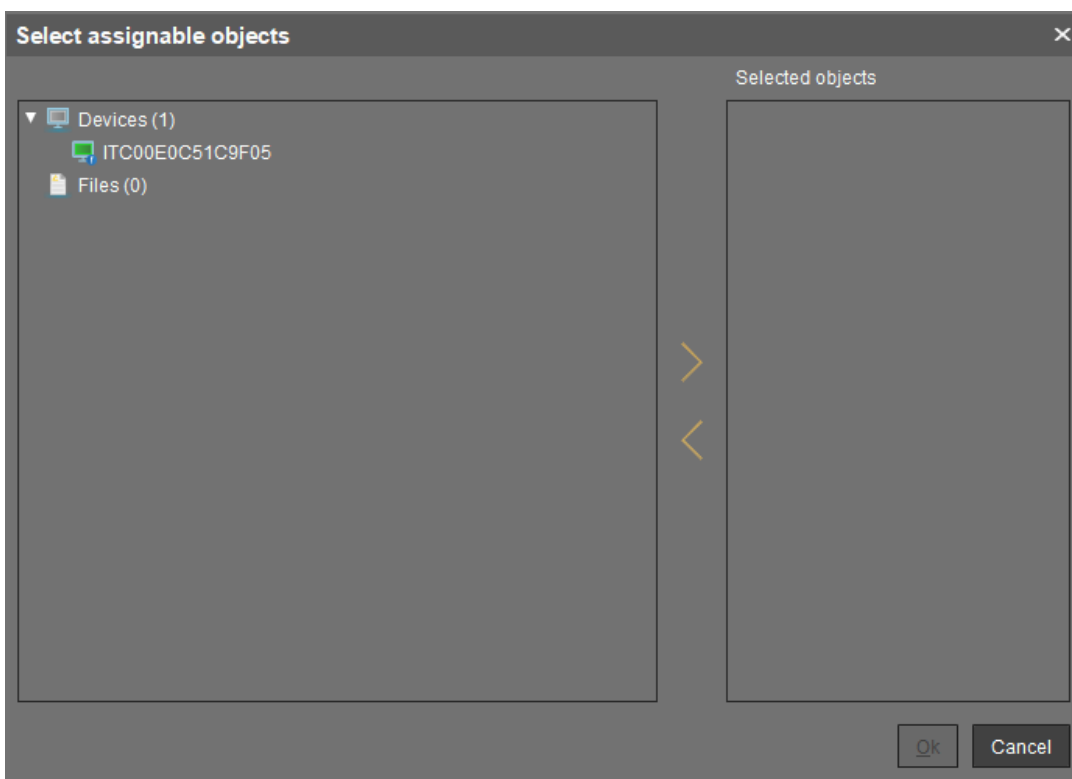 Select assignable objects
Selected objects
Devices (1)
ITC00E0C51C9F05
Files (0)
Ok
Cancel